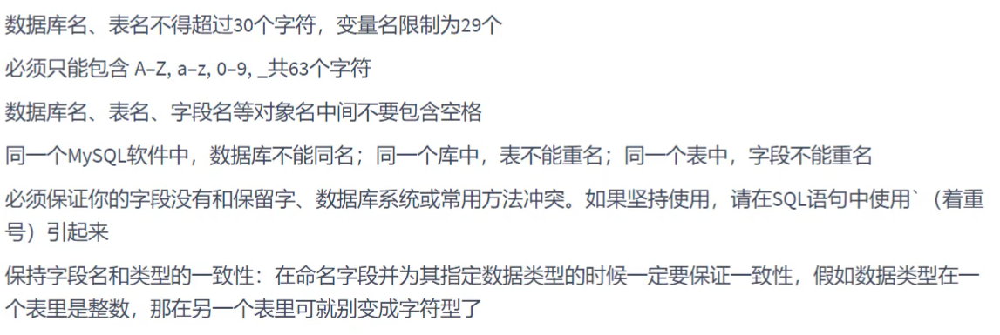 数据库名、表名不得超过30个字符，变量名限制为29个
必须只能包含 A–Z, a–z, 0–9, _共63个字符
数据库名、表名、字段名等对象名中间不要包含空格
同一个MySQL软件中，数据库不能同名；同一个库中，表不能重名；同一个表中，字段不能重名
必须保证你的字段没有和保留字、数据库系统或常用方法冲突。如果坚持使用，请在SQL语句中使用`（着重
号）引起来
保持字段名和类型的一致性：在命名字段并为其指定数据类型的时候一定要保证一致性，假如数据类型在一
个表里是整数，那在另一个表里可就别变成字符型了